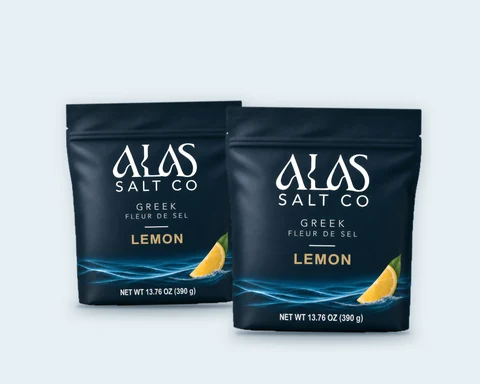 ALAS
SALT CO
GREEK
FLEUR DE SEL
LEMON
NET WT 13.76 OZ (390 g)
ALAS
SALT CO
GREEK
FLEUR DE SEL
LEMON
NET WT 13.76 OZ (390 g)